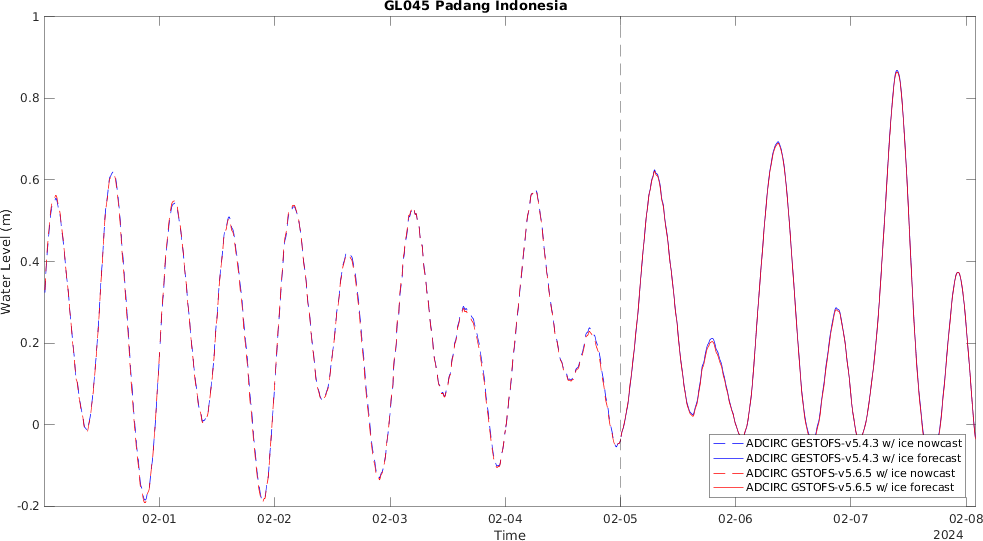 GL045 Padang Indonesia
1
0.8
0.6
0.4
0.2
0
-0.2
Water Level (m)
02-01
02-02
02-03
02-04
02-05
02-06
02-07
02-08
Time
2024
ADCIRC GESTOFS-v5.4.3 w/ ice nowcast
ADCIRC GESTOFS-v5.4.3 w/ ice forecast
ADCIRC GSTOFS-v5.6.5 w/ ice nowcast
ADCIRC GSTOFS-v5.6.5 w/ ice forecast